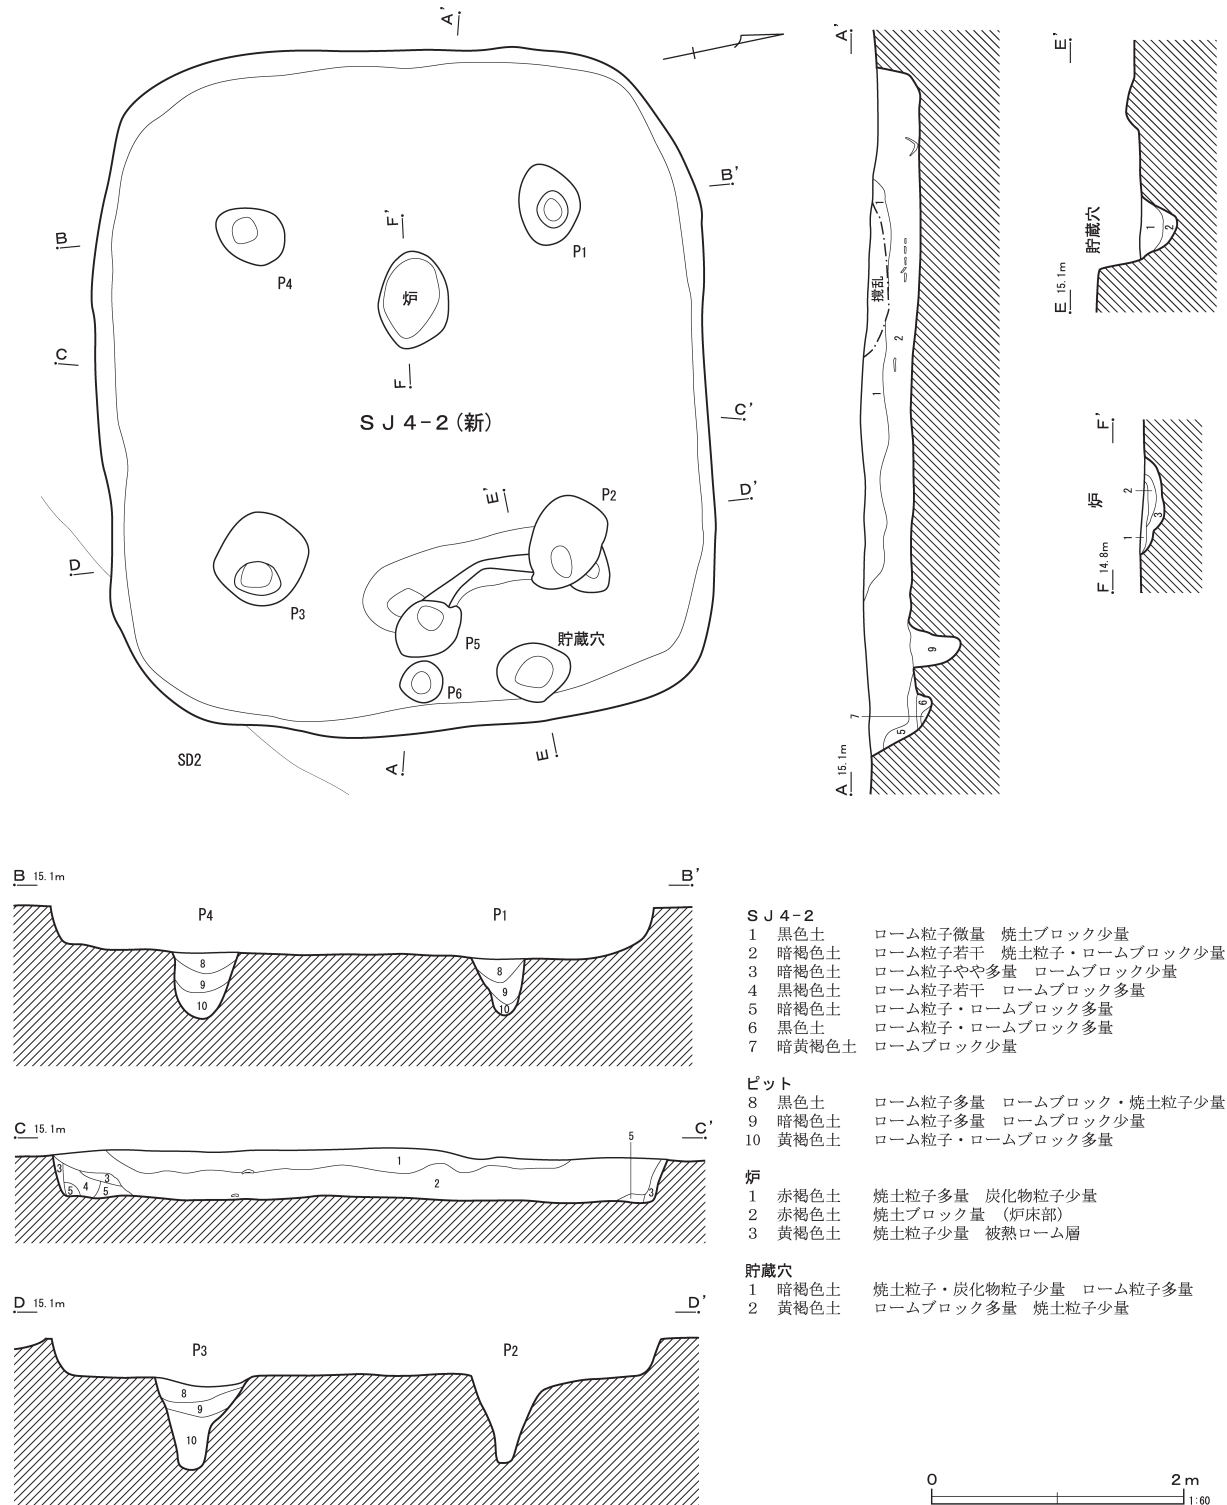 A'
A'
E'
B'
B
P1
F'
P4
炉
1
撹乱
貯蔵穴
1
2
E 15.1m
2
C
F
1
C'
F'
SJ4-2（新）
炉
2
3
1
F 14.8m
D'
E'
P2
D
P3
P5
貯蔵穴
P6
9
6
7
5
A 15.1m
SD2
A
E
B 15.1m
B'
P4
P1
8
9
10
8
9
10
C 15.1m
C'
5
1
3
3
4
2
5
5
3
D 15.1m
D'
P3
P2
8
9
10
SJ4-2
1 黒色土 ローム粒子微量 焼土ブロック少量
2 暗褐色土 ローム粒子若干 焼土粒子・ロームブロック少量
3 暗褐色土 ローム粒子やや多量 ロームブロック少量
4 黒褐色土 ローム粒子若干 ロームブロック多量
5 暗褐色土 ローム粒子・ロームブロック多量
6 黒色土 ローム粒子・ロームブロック多量
7 暗黄褐色土 ロームブロック少量
ピット
8 黒色土 ローム粒子多量 ロームブロック・焼土粒子少量
9 暗褐色土 ローム粒子多量 ロームブロック少量
10 黄褐色土 ローム粒子・ロームブロック多量
炉
1 赤褐色土 焼土粒子多量 炭化物粒子少量
2 赤褐色土 焼土ブロック量 （炉床部）
3 黄褐色土 焼土粒子少量 被熱ローム層
貯蔵穴
1 暗褐色土 焼土粒子・炭化物粒子少量 ローム粒子多量
2 黄褐色土 ロームブロック多量 焼土粒子少量
0 2m
1:60